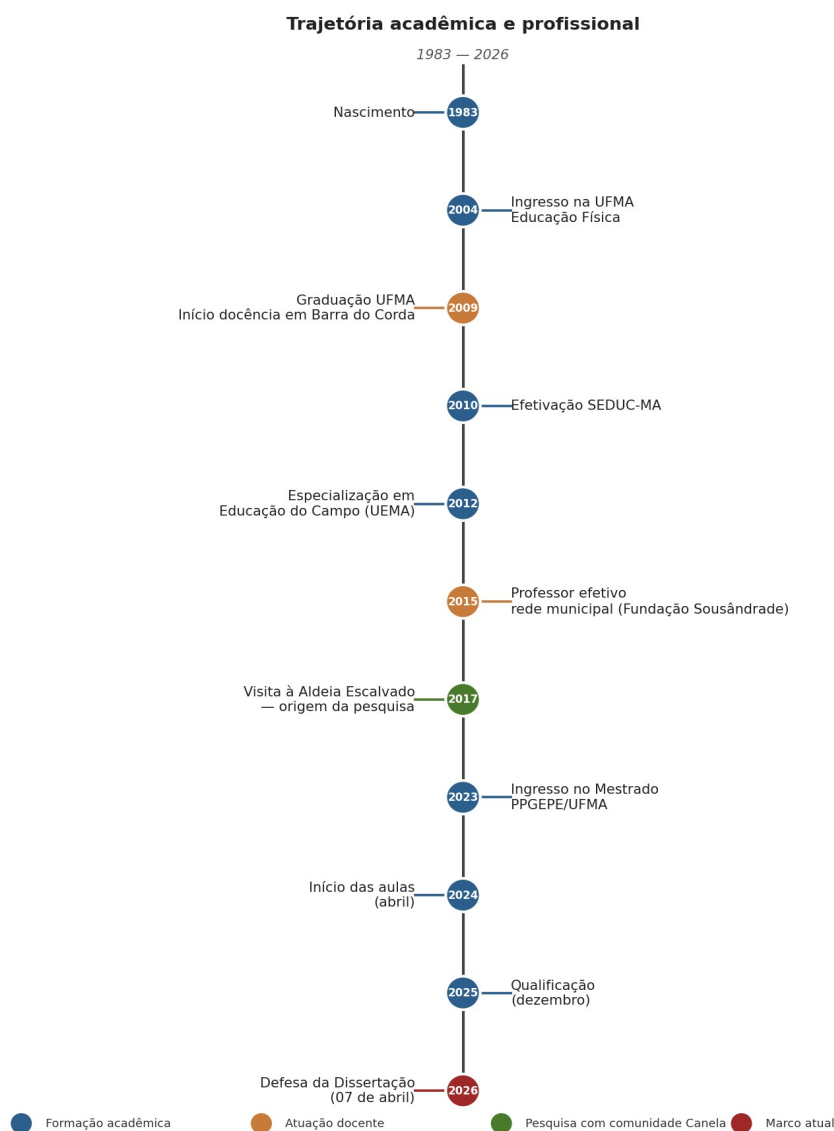 Trajetória acadêmica e profissional
1983 — 2026
Nascimento
1983
2004
Ingresso na UFMA
Educação Física
Graduação UFMA
Início docência em Barra do Corda
2009
2010
Efetivação SEDUC-MA
Especialização em
Educação do Campo (UEMA)
2012
2015
Professor efetivo
rede municipal (Fundação Sousândrade)
Visita à Aldeia Escalvado
— origem da pesquisa
2017
2023
Ingresso no Mestrado
PPGEPE/UFMA
Início das aulas
(abril)
2024
2025
Qualificação
(dezembro)
Defesa da Dissertação
(07 de abril)
2026
Formação acadêmica
Atuação docente
Pesquisa com comunidade Canela
Marco atual